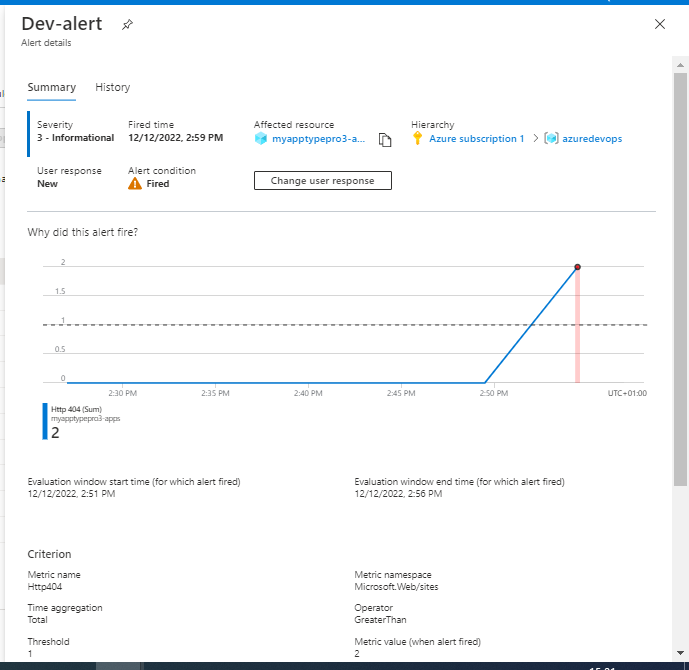 Dev-alert
Alert details
Summary History
Severity Fired time Affected resource Hierarchy
3 - Informational 12/12/2022, 2:59 PM myapptypepro3-a... Azure subscription 1 > azuredevops
User response Alert condition
New Fired Change user response
Why did this alert fire?
2
1.5
1
0.5
0
2:30 PM 2:35 PM 2:40 PM 2:45 PM 2:50 PM UTC+01:00
Http 404 (Sum)
myapptypepro3-apps
2
Evaluation window start time (for which alert fired) Evaluation window end time (for which alert fired)
12/12/2022, 2:51 PM 12/12/2022, 2:56 PM
Criterion
Metric name Metric namespace
Http404 Microsoft.Web/sites
Time aggregation Operator
Total GreaterThan
Threshold Metric value (when alert fired)
1 2